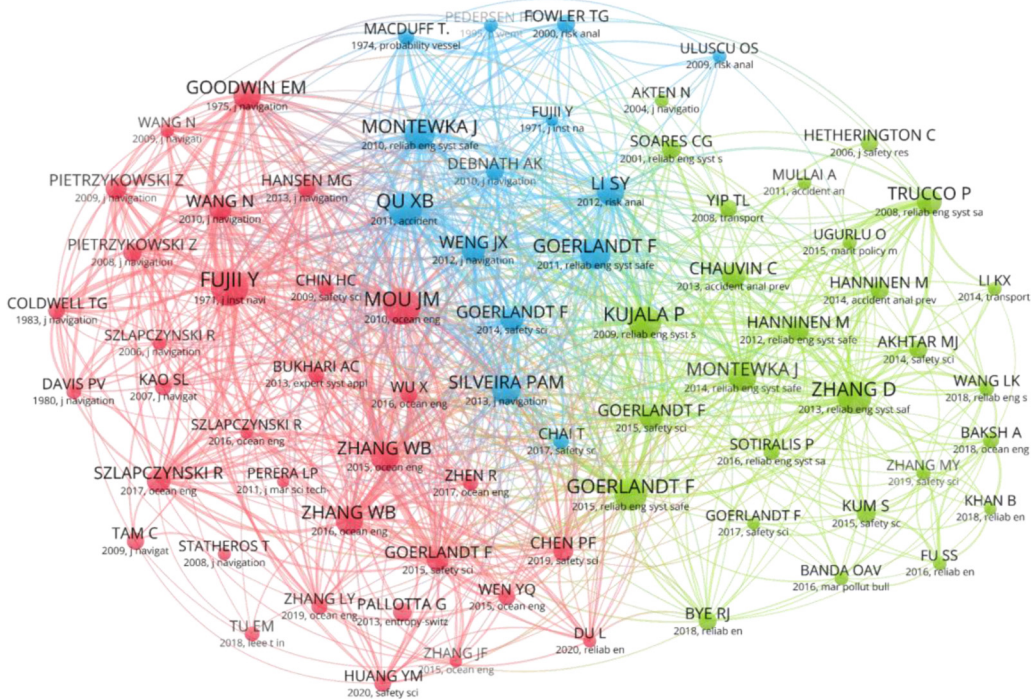 PEDERSEN
FOWLER TG
2000, risk anal
MACDUFF T.
1974, probability vessel
ULUSCU OS
2009, risk anal
GOODWIN EM
1975, j navigation
AKTEN N
2004, j navigatio
FUJII Y
1971, j inst na
WANG N
2009, j navigati
MONTEWKA J
2010, reliab eng syst safe
SOARES CG
2001, reliab eng syst s
HETHERINGTON C
2006, j safety res
DEBNATH AK
2010, j navigation
PIETRZYKOWSKI Z
2009, j navigation
HANSEN MG
2013, j navigation
LI SY
2012, risk anal
MULLAI A
2011, accident an
TRUCCO P
2008, reliab eng syst sa
WANG N
2010, j navigation
QU XB
2011, accident
YIP TL
2008, transport
UGURLU O
2015, marit policy m
PIETRZYKOWSKI Z
2008, j navigation
WENG JX
2012, j navigation
GOERLANDT F
2011, reliab eng syst safe
CHAUVIN C
2013, accident anal prev
FUJII Y
1971, j inst navi
CHIN HC
2009, safety sci
HANNINEN M
2014, accident anal prev
LI KX
2014, transport
COLDWELL TG
1983, j navigation
MOU JM
2010, ocean eng
GOERLANDT F
2014, safety sci
KUJALA P
2009, reliab eng syst s
HANNINEN M
2012, reliab eng syst safe
SZLAPCZYNSKI R
2006, j navigation
AKHTAR MJ
2014, safety sci
BUKHARI AC
2013, expert syst appl
MONTEWKA J
2014, reliab eng syst safe
DAVIS PV
1980, j navigation
KAO SL
2007, j navigat
WU X
2016, ocean eng
SILVEIRA PAM
2013, j navigation
ZHANG D
2013, reliab eng syst saf
WANG LK
2018, reliab eng s
GOERLANDT F
2015, safety sci
SZLAPCZYNSKI R
2016, ocean eng
CHAI T
2017, safety sc
BAKSH A
2018, ocean eng
ZHANG WB
2015, ocean eng
SOTIRALIS P
2016, reliab eng syst sa
SZLAPCZYNSKI R
2017, ocean eng
PERERA LP
2011, j mar sci tech
ZHEN R
2017, ocean eng
ZHANG MY
2019, safety sci
GOERLANDT F
2015, reliab eng syst safe
KHAN B
2018, reliab en
ZHANG WB
2016, ocean eng
GOERLANDT F
2017, safety sci
KUM S
2015, safety sc
TAM C
2009, j navigat
STATHEROS T
2008, j navigation
GOERLANDT F
2015, safety sci
CHEN PF
2019, safety sci
FU SS
2016, reliab en
BANDA OAV
2016, mar pollut bull
WEN YQ
2015, ocean eng
ZHANG LY
2019, ocean eng
PALLOTTA G
2013, entropy-switz
BYE RJ
2018, reliab en
TU EM
2018, ieee t in
DU L
2020, reliab en
ZHANG JF
2015, ocean eng
HUANG YM
2020, safety sci